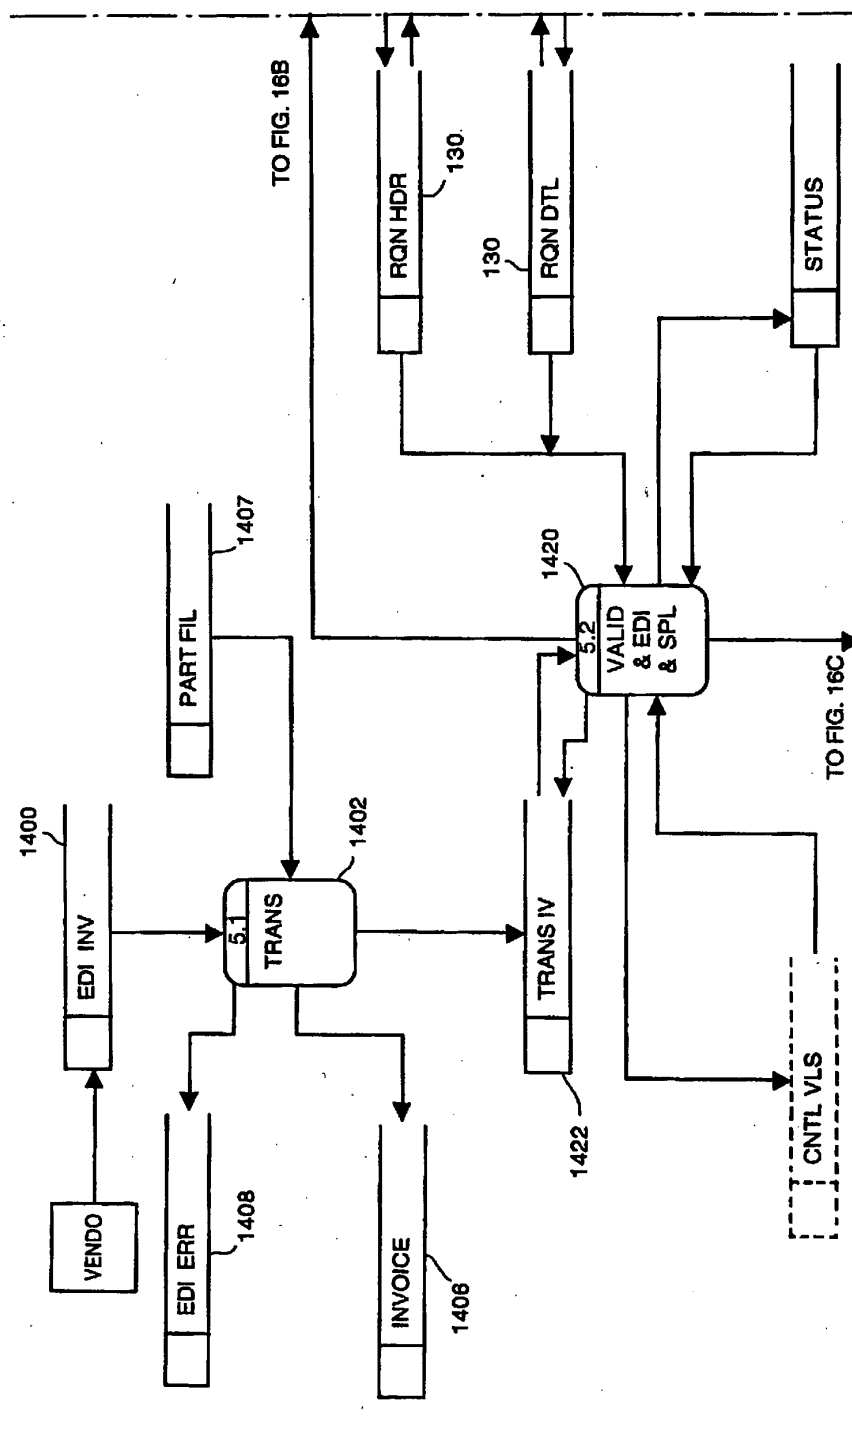 VENDO
EDI INV
1400
EDI ERR
1408
5.1
TRANS
1402
PART FIL
1407
INVOICE
1406
TO FIG. 16B
RQN HDR
130
TRANS IV
1422
RQN DTL
130
5.2
VALID
& EDI
& SPL
1420
CNTL VLS
TO FIG. 16C
STATUS